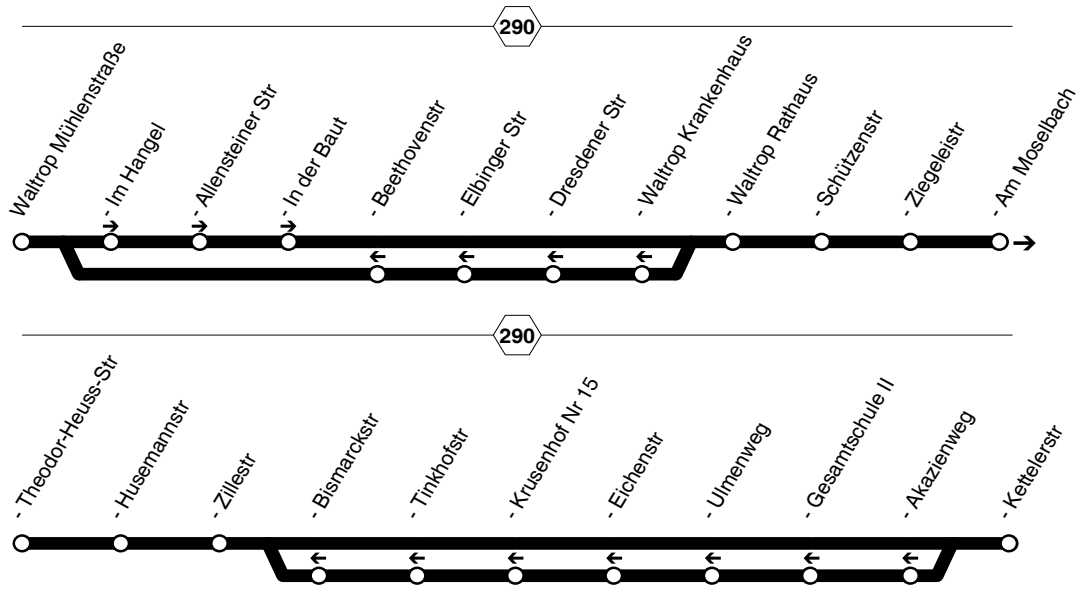 290
Waltrop Mühlenstraße
- Im Hangel
- Allensteiner Str
- In der Baut
- Beethovenstr
- Elbinger Str
- Dresdener Str
- Waltrop Krankenhaus
- Waltrop Rathaus
- Schützenstr
- Ziegeleistr
- Am Moselbach
290
- Theodor-Heuss-Str
- Husemannstr
- Zillestr
- Bismarckstr
- Tinkhofstr
- Krusenhof Nr 15
- Eichenstr
- Ulmenweg
- Gesamtschule II
- Akazienweg
- Kettelerstr